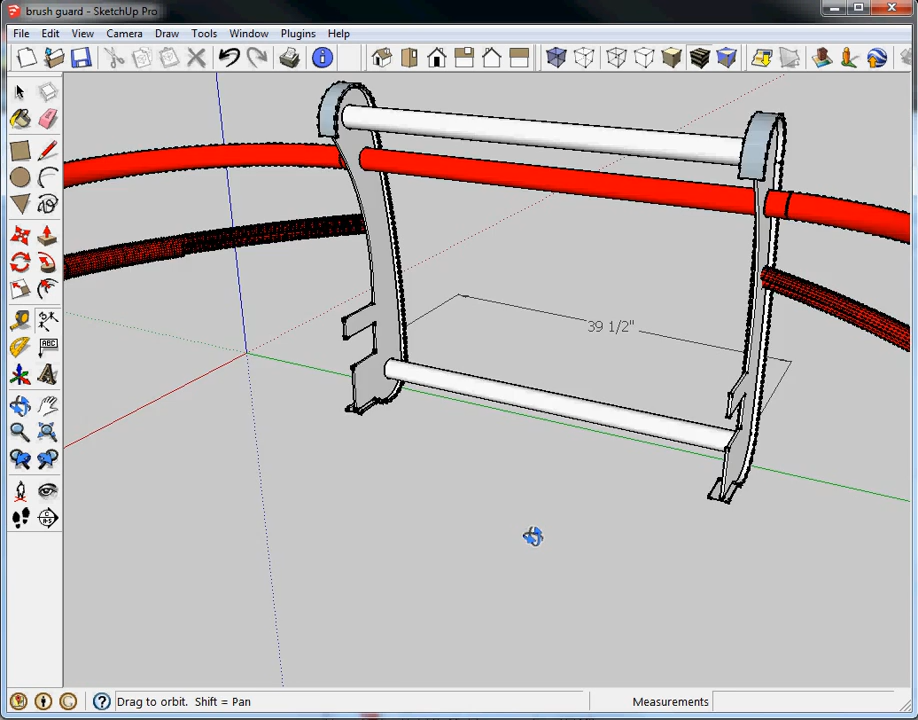 brush guard - SketchUp Pro
File Edit View Camera Draw Tools Window Plugins Help
39 1/2"
ABC
Drag to orbit. Shift = Pan
Measurements